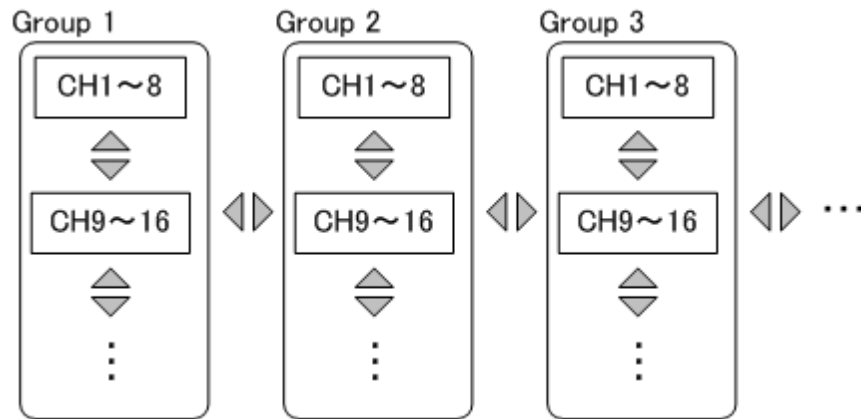 Group 1
Group 2
Group 3
CH1～8
CH1～8
CH1～8
CH9～16
CH9～16
CH9～16
…
⋮
⋮
⋮